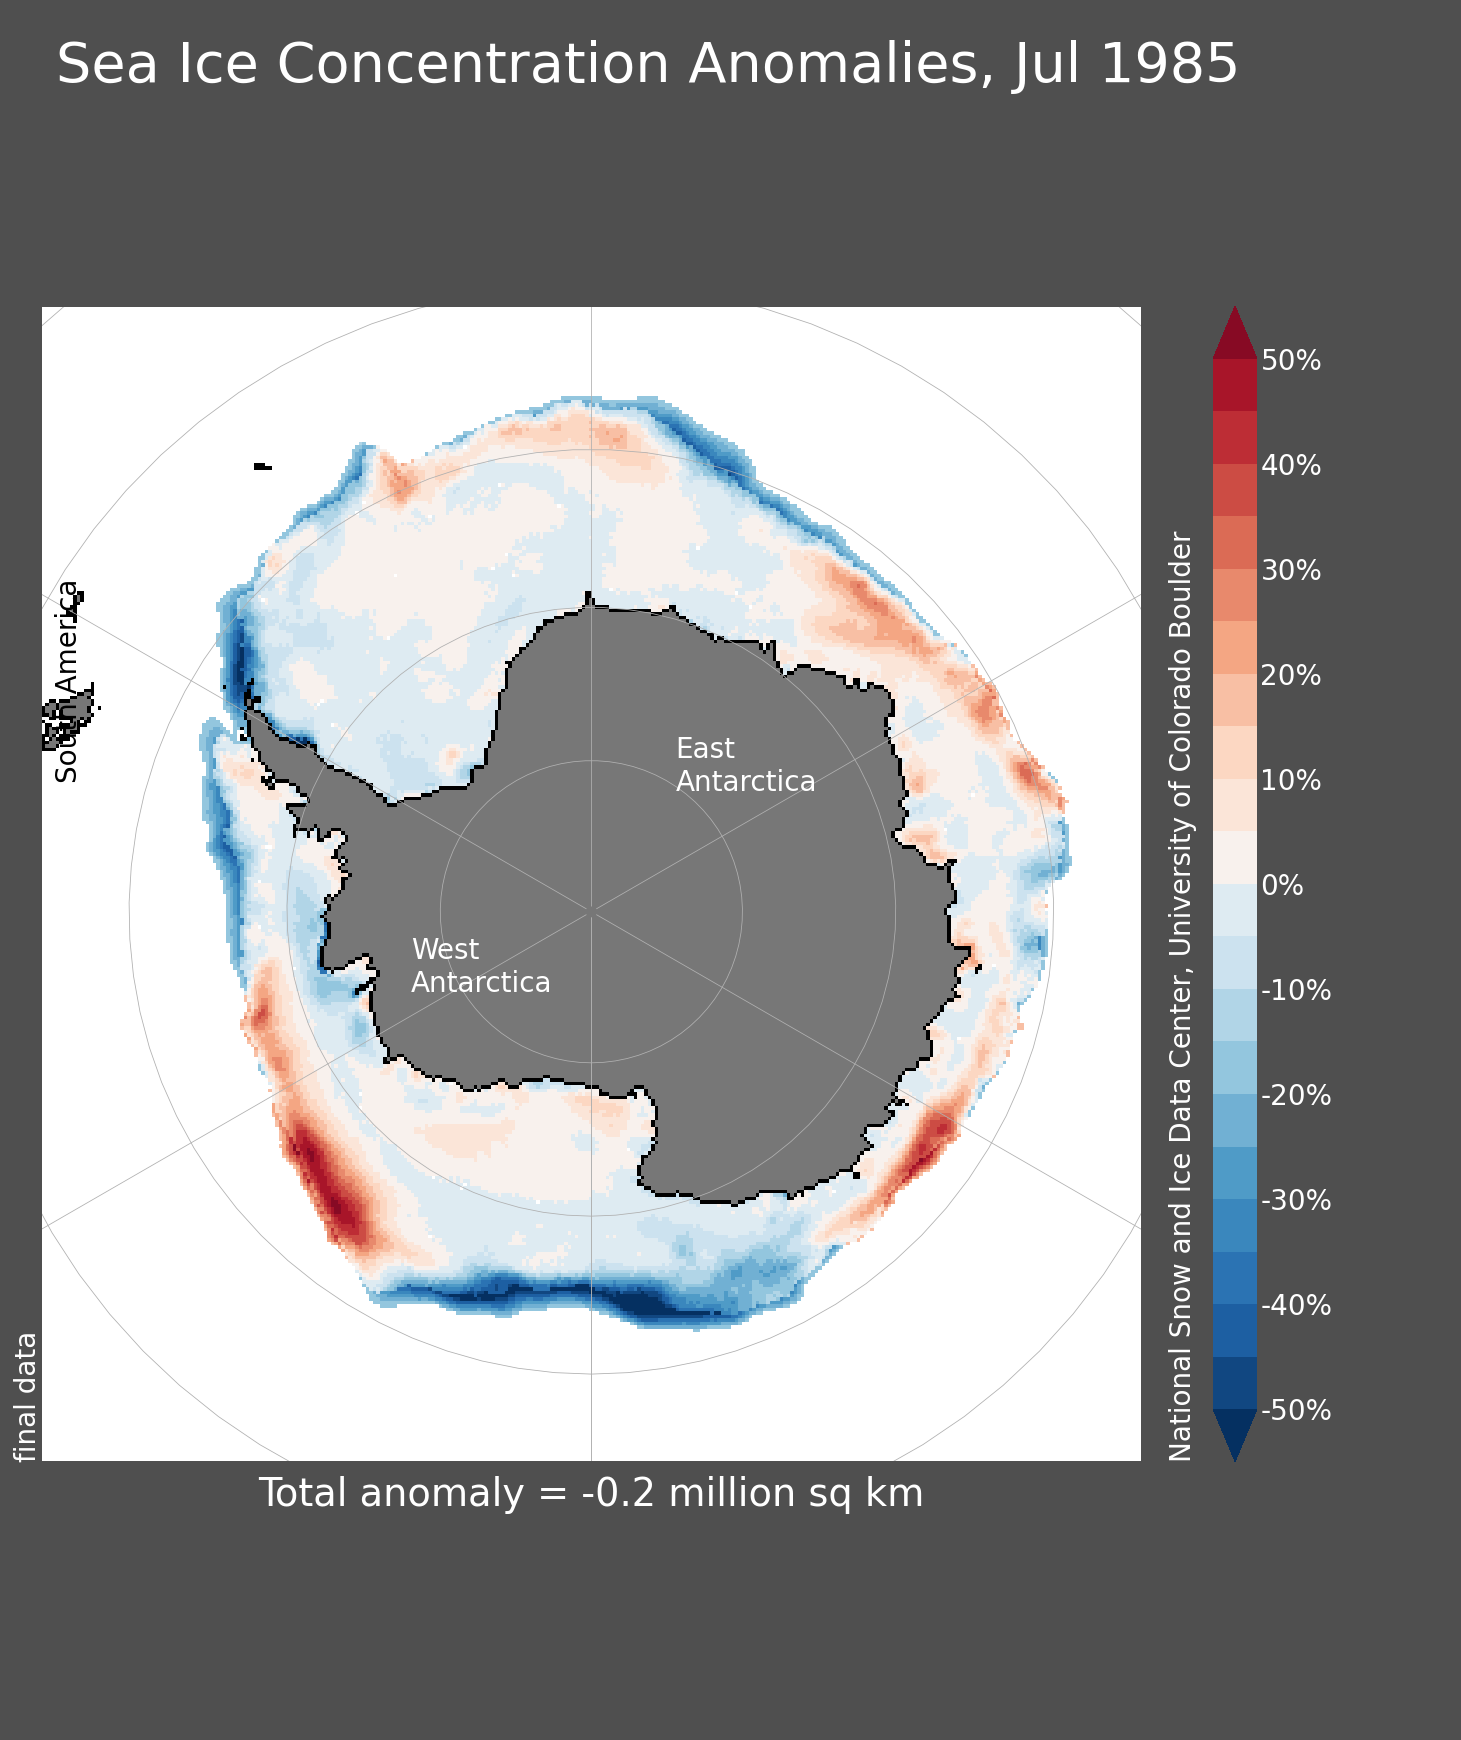 Sea Ice Concentration Anomalies, Jul 1985
South America
East
Antarctica
West
Antarctica
final data
National Snow and Ice Data Center, University of Colorado Boulder
50%
40%
30%
20%
10%
0%
-10%
-20%
-30%
-40%
-50%
Total anomaly = -0.2 million sq km